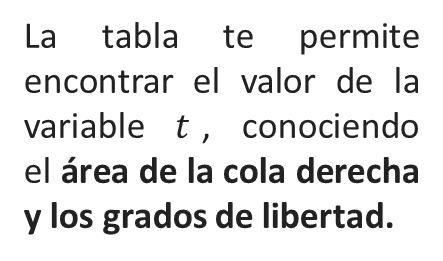 La tabla te permite
encontrar el valor de la
variable t , conociendo
el área de la cola derecha
y los grados de libertad.